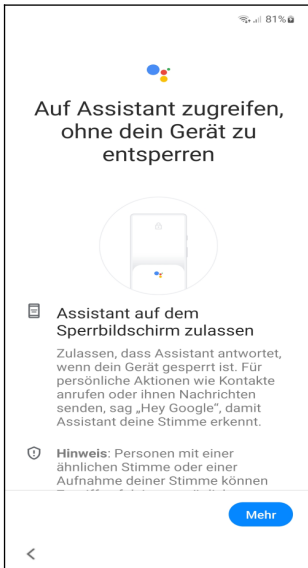 81%
Auf Assistant zugreifen,
ohne dein Gerät zu
entsperren
Assistant auf dem
Sperrbildschirm zulassen
Zulassen, dass Assistant antwortet,
wenn dein Gerät gesperrt ist. Für
persönliche Aktionen wie Kontakte
anrufen oder ihnen Nachrichten
senden, sag „Hey Google“, damit
Assistant deine Stimme erkennt.
Hinweis: Personen mit einer
ähnlichen Stimme oder einer
Aufnahme deiner Stimme können
Mehr